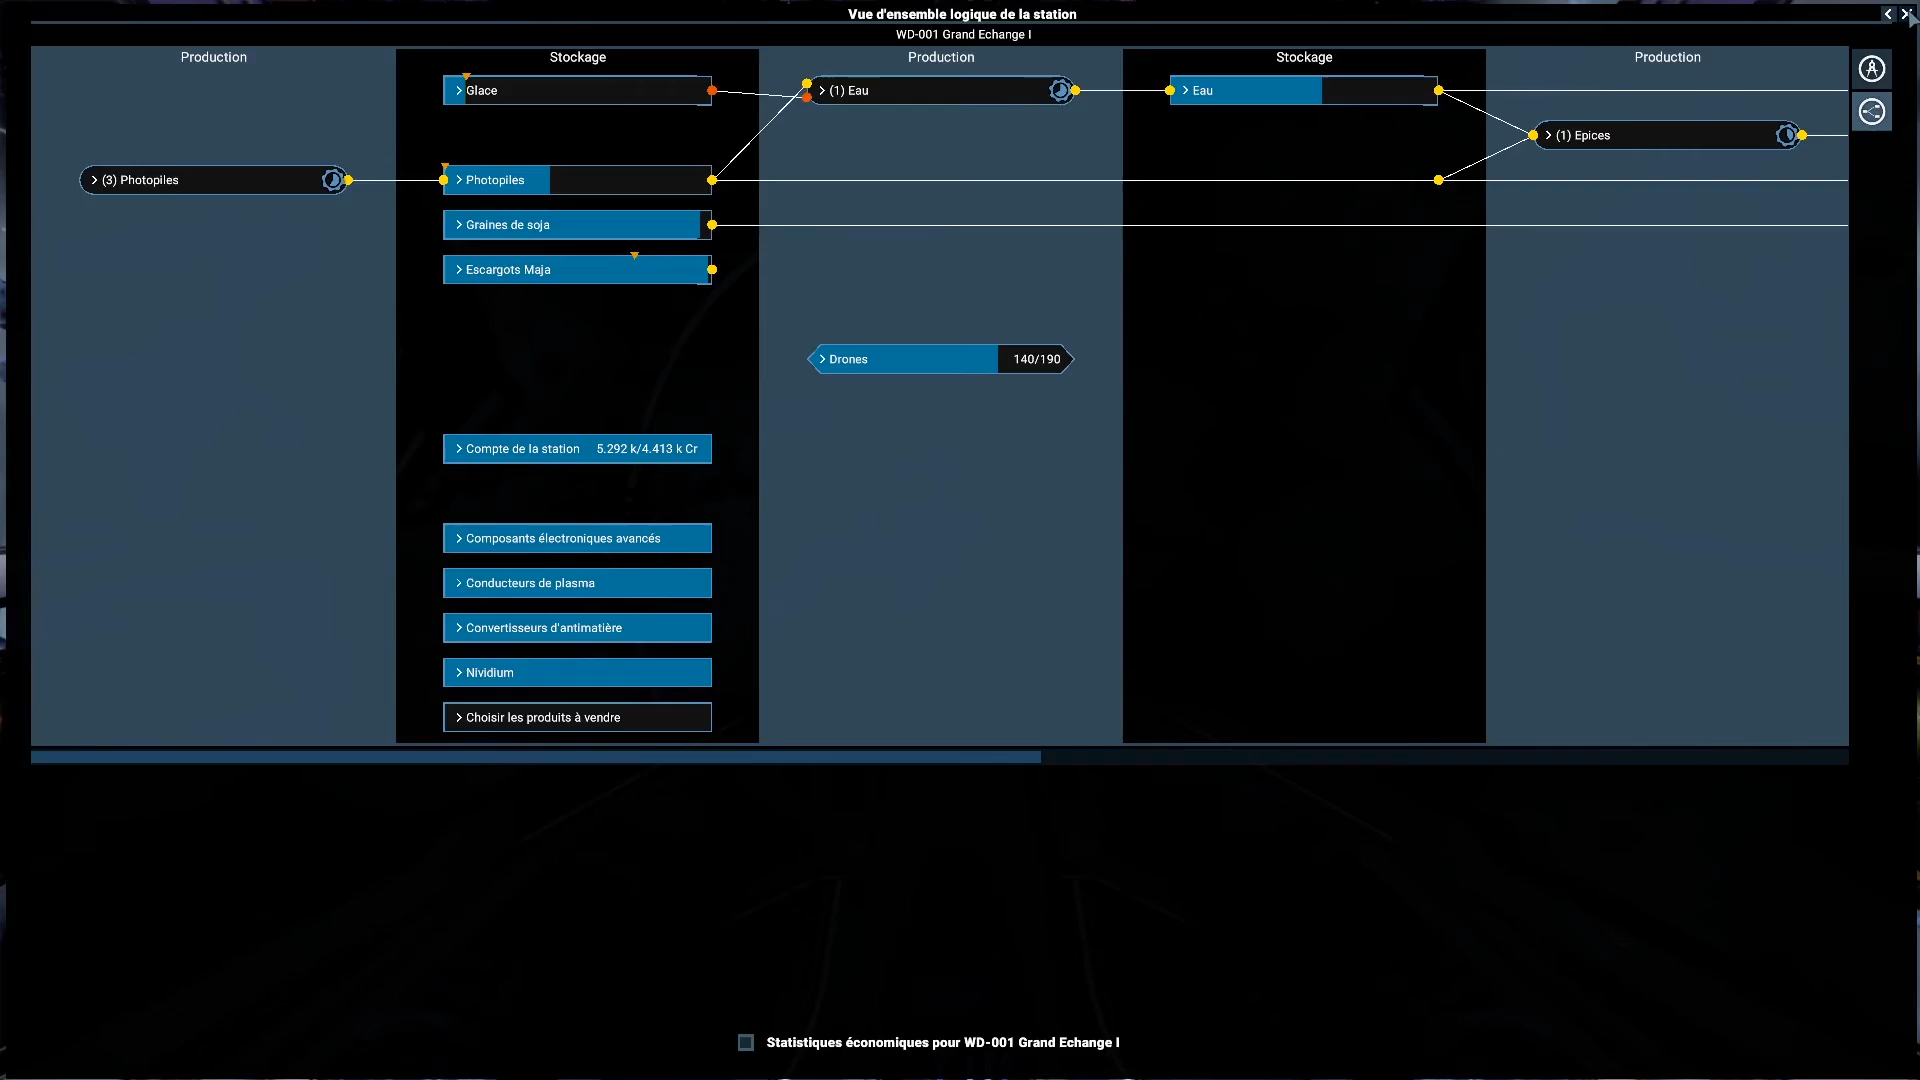 Vue d'ensemble logique de la station
WD-001 Grand Echange I
Production
Stockage
Production
Stockage
Production
Glace
(1) Eau
Eau
(1) Epices
(3) Photopiles
Photopiles
Graines de soja
Escargots Maja
Drones 140/190
Compte de la station 5.292 k/4.413 k Cr
Composants électroniques avancés
Conducteurs de plasma
Convertisseurs d'antimatière
Nividium
Choisir les produits à vendre
Statistiques économiques pour WD-001 Grand Echange I